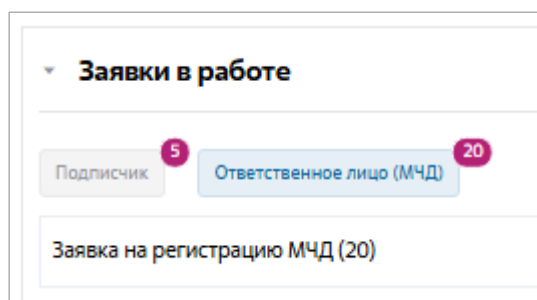 Заявки в работе
5
20
Подписчик
Ответственное лицо (МЧД)
Заявка на регистрацию МЧД (20)